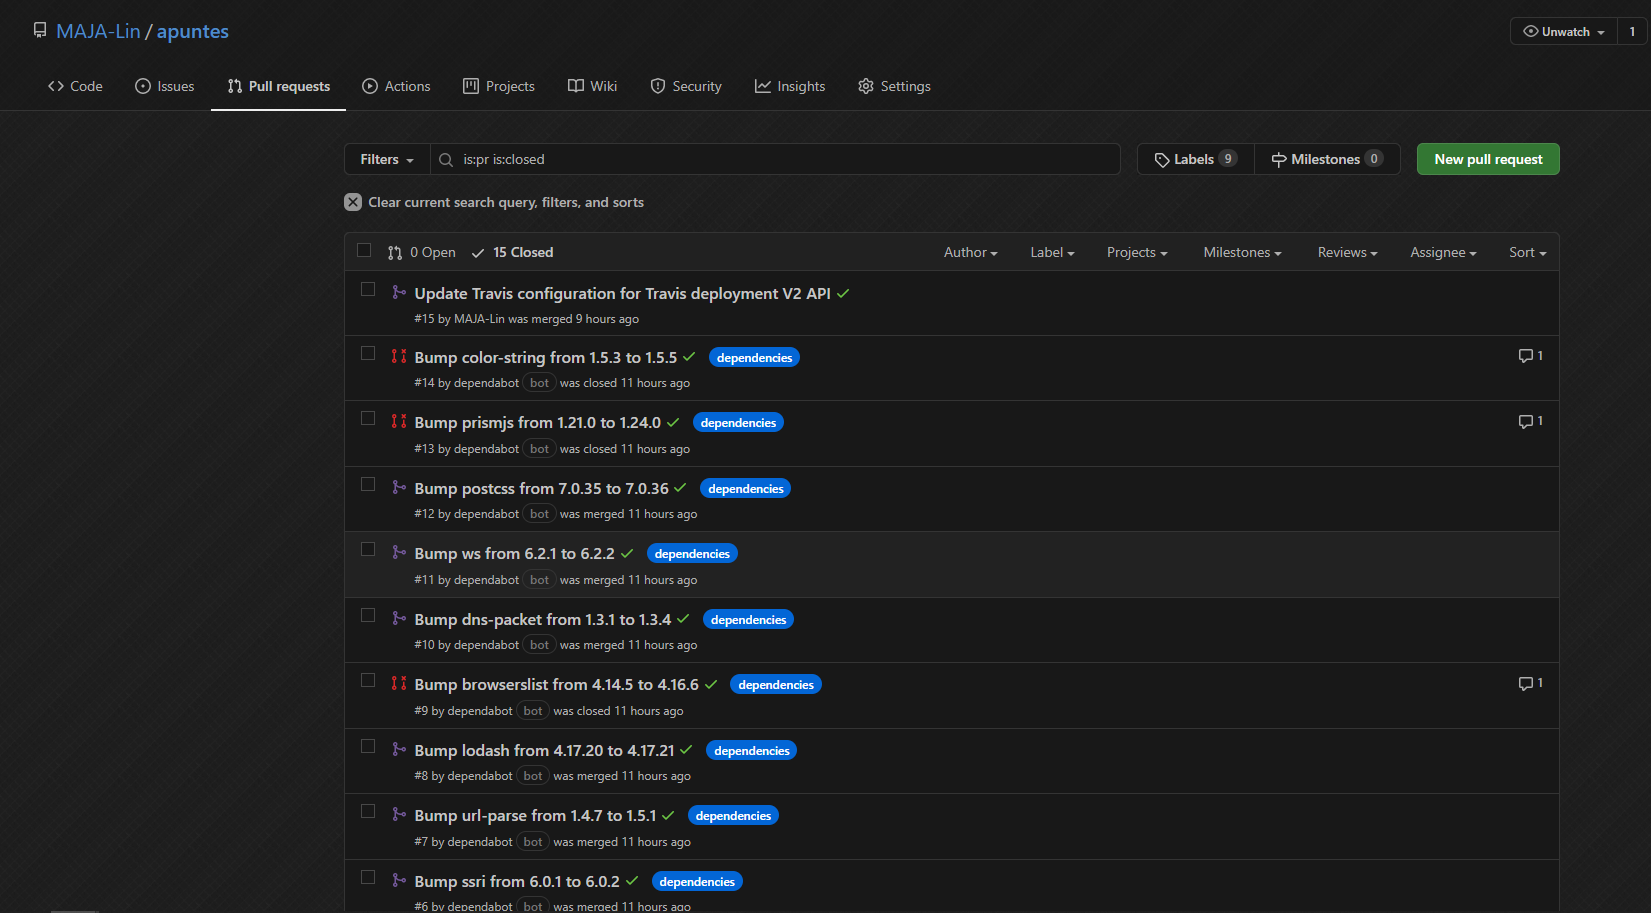 MAJA-Lin / apuntes
Unwatch 1
Code Issues Pull requests Actions Projects Wiki Security Insights Settings
Filters is:pr is:closed Labels 9 Milestones 0 New pull request
Clear current search query, filters, and sorts
0 Open 15 Closed Author Label Projects Milestones Reviews Assignee Sort
Update Travis configuration for Travis deployment V2 API
#15 by MAJA-Lin was merged 9 hours ago
Bump color-string from 1.5.3 to 1.5.5 dependencies 1
#14 by dependabot bot was closed 11 hours ago
Bump prismjs from 1.21.0 to 1.24.0 dependencies 1
#13 by dependabot bot was closed 11 hours ago
Bump postcss from 7.0.35 to 7.0.36 dependencies
#12 by dependabot bot was merged 11 hours ago
Bump ws from 6.2.1 to 6.2.2 dependencies
#11 by dependabot bot was merged 11 hours ago
Bump dns-packet from 1.3.1 to 1.3.4 dependencies
#10 by dependabot bot was merged 11 hours ago
Bump browserslist from 4.14.5 to 4.16.6 dependencies 1
#9 by dependabot bot was closed 11 hours ago
Bump lodash from 4.17.20 to 4.17.21 dependencies
#8 by dependabot bot was merged 11 hours ago
Bump url-parse from 1.4.7 to 1.5.1 dependencies
#7 by dependabot bot was merged 11 hours ago
Bump ssri from 6.0.1 to 6.0.2 dependencies
#6 by dependabot bot was merged 11 hours ago